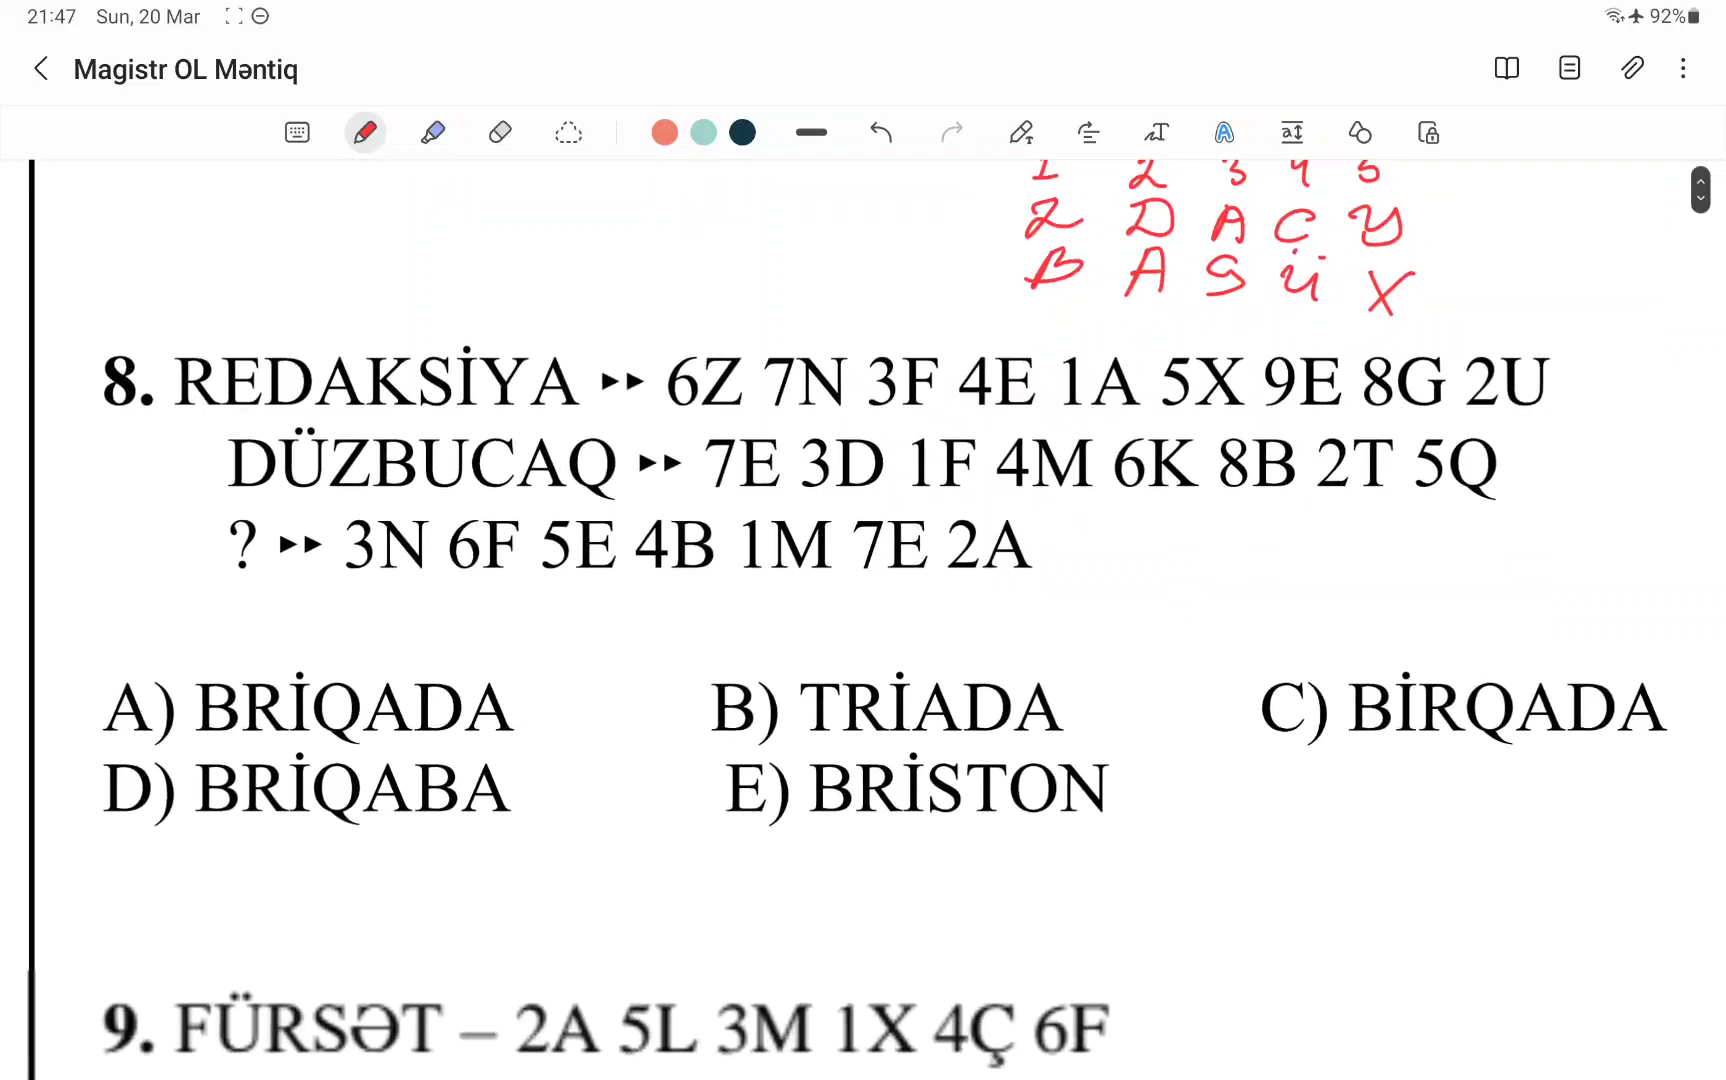 21:47 Sun, 20 Mar 92%
Magistr OL Məntiq
1 2 3 4 5
Z D A Ç Y
B A S Ü X
8. REDAKSİYA ▸▸ 6Z 7N 3F 4E 1A 5X 9E 8G 2U
DÜZBUCAQ ▸▸ 7E 3D 1F 4M 6K 8B 2T 5Q
? ▸▸ 3N 6F 5E 4B 1M 7E 2A
A) BRİQADA B) TRİADA C) BİRQADA
D) BRİQABA E) BRİSTON
9. FÜRSƏT – 2A 5L 3M 1X 4Ç 6F